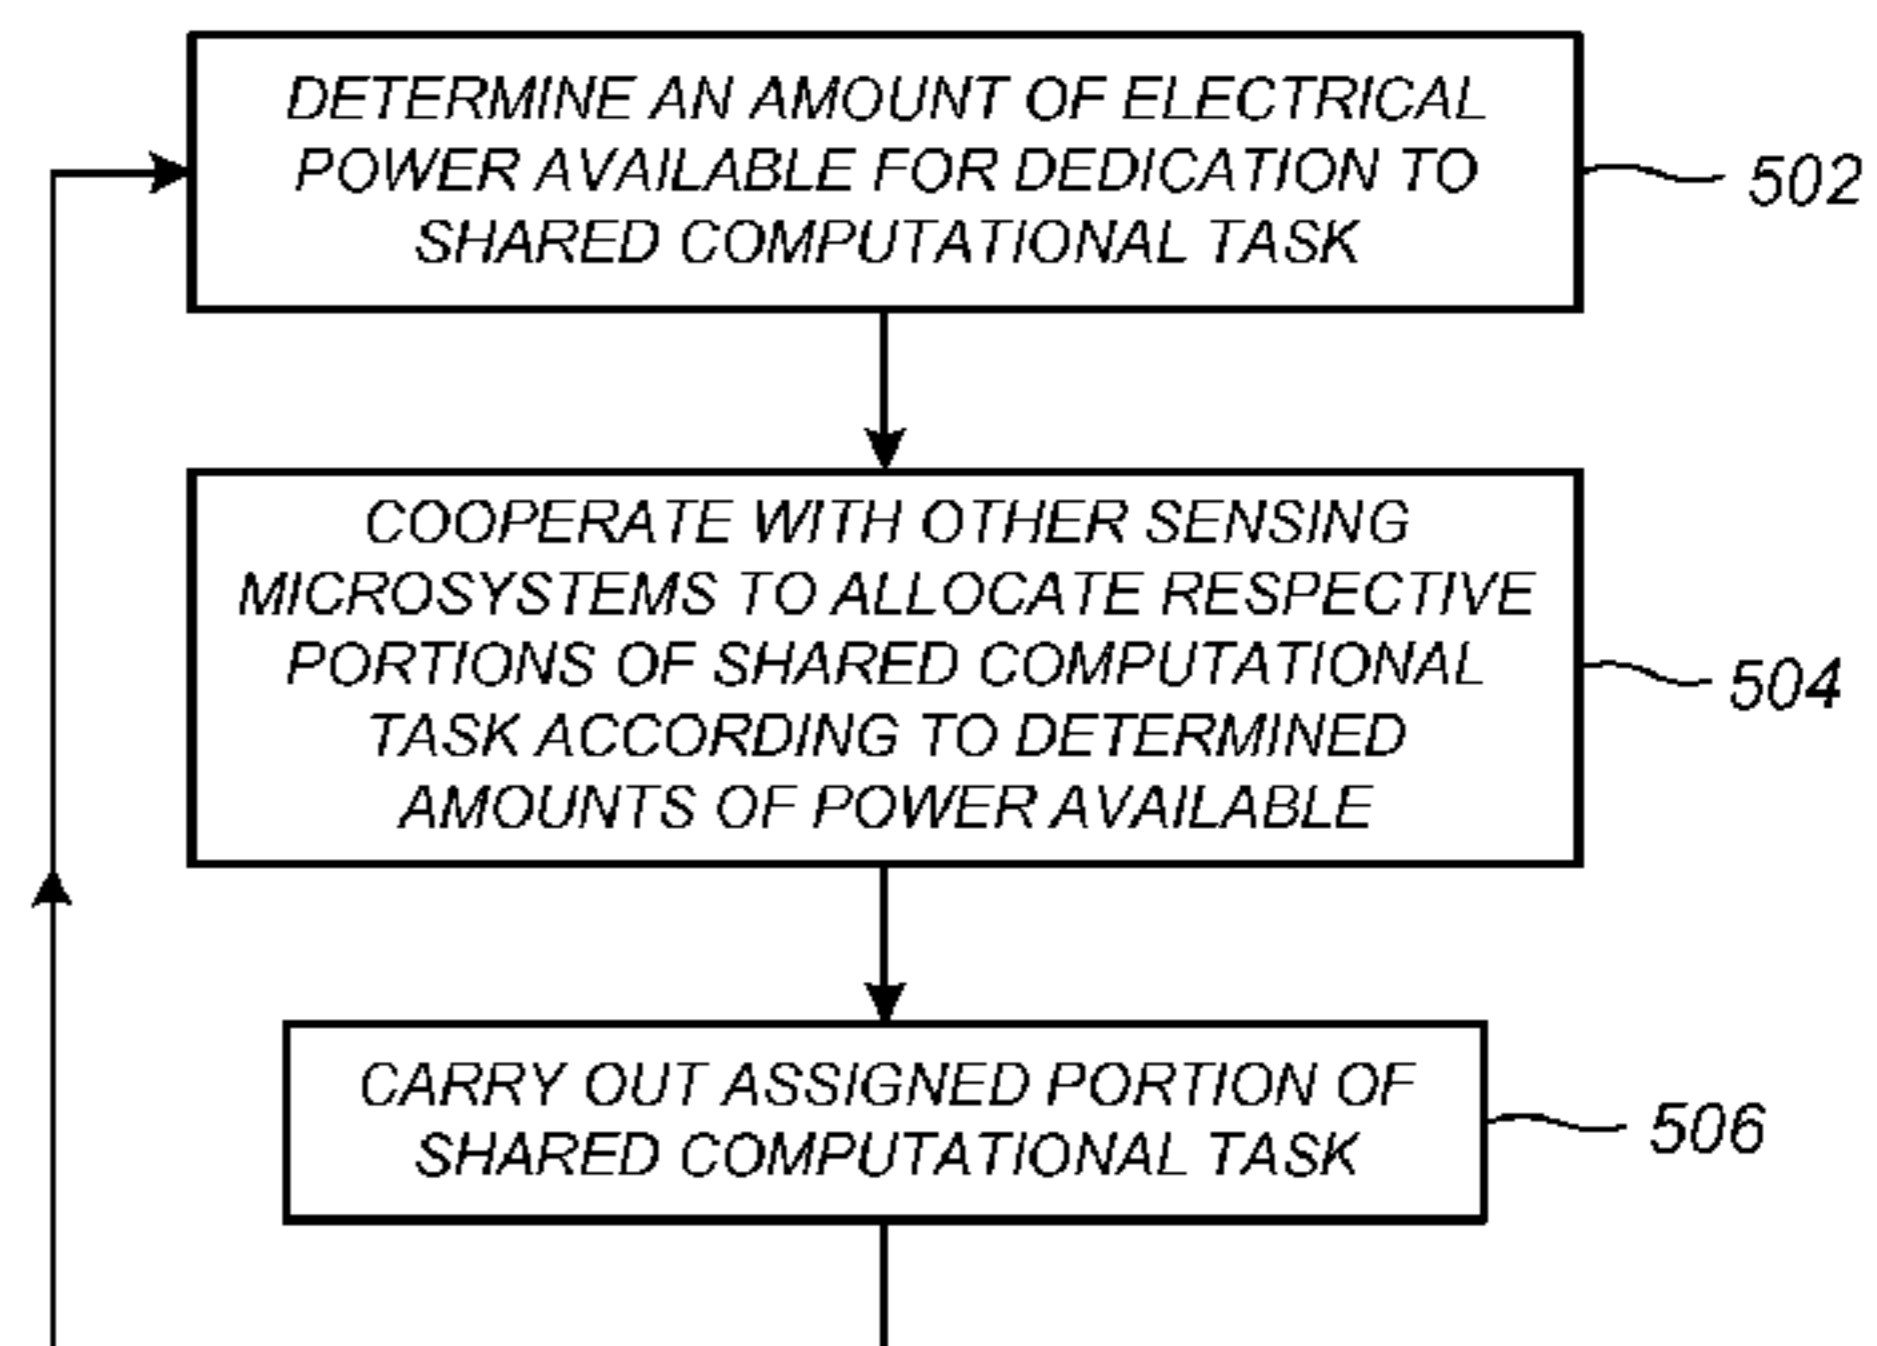 DETERMINE AN AMOUNT OF ELECTRICAL
POWER AVAILABLE FOR DEDICATION TO
SHARED COMPUTATIONAL TASK
502
COOPERATE WITH OTHER SENSING
MICROSYSTEMS TO ALLOCATE RESPECTIVE
PORTIONS OF SHARED COMPUTATIONAL
TASK ACCORDING TO DETERMINED
AMOUNTS OF POWER AVAILABLE
504
CARRY OUT ASSIGNED PORTION OF
SHARED COMPUTATIONAL TASK
506